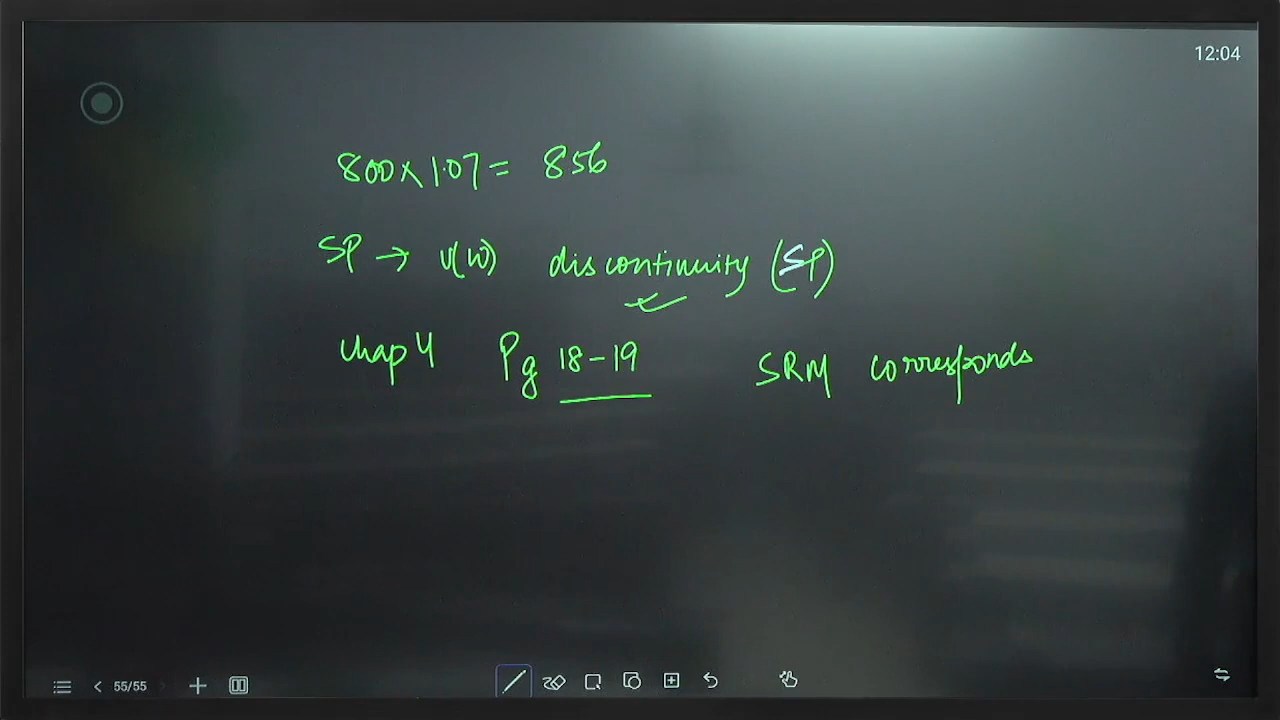 12:04
800 × 1.07 = 856
SP → U(W) discontinuity (SP)
Chap 4 Pg 18-19 SRM corresponds
55/55